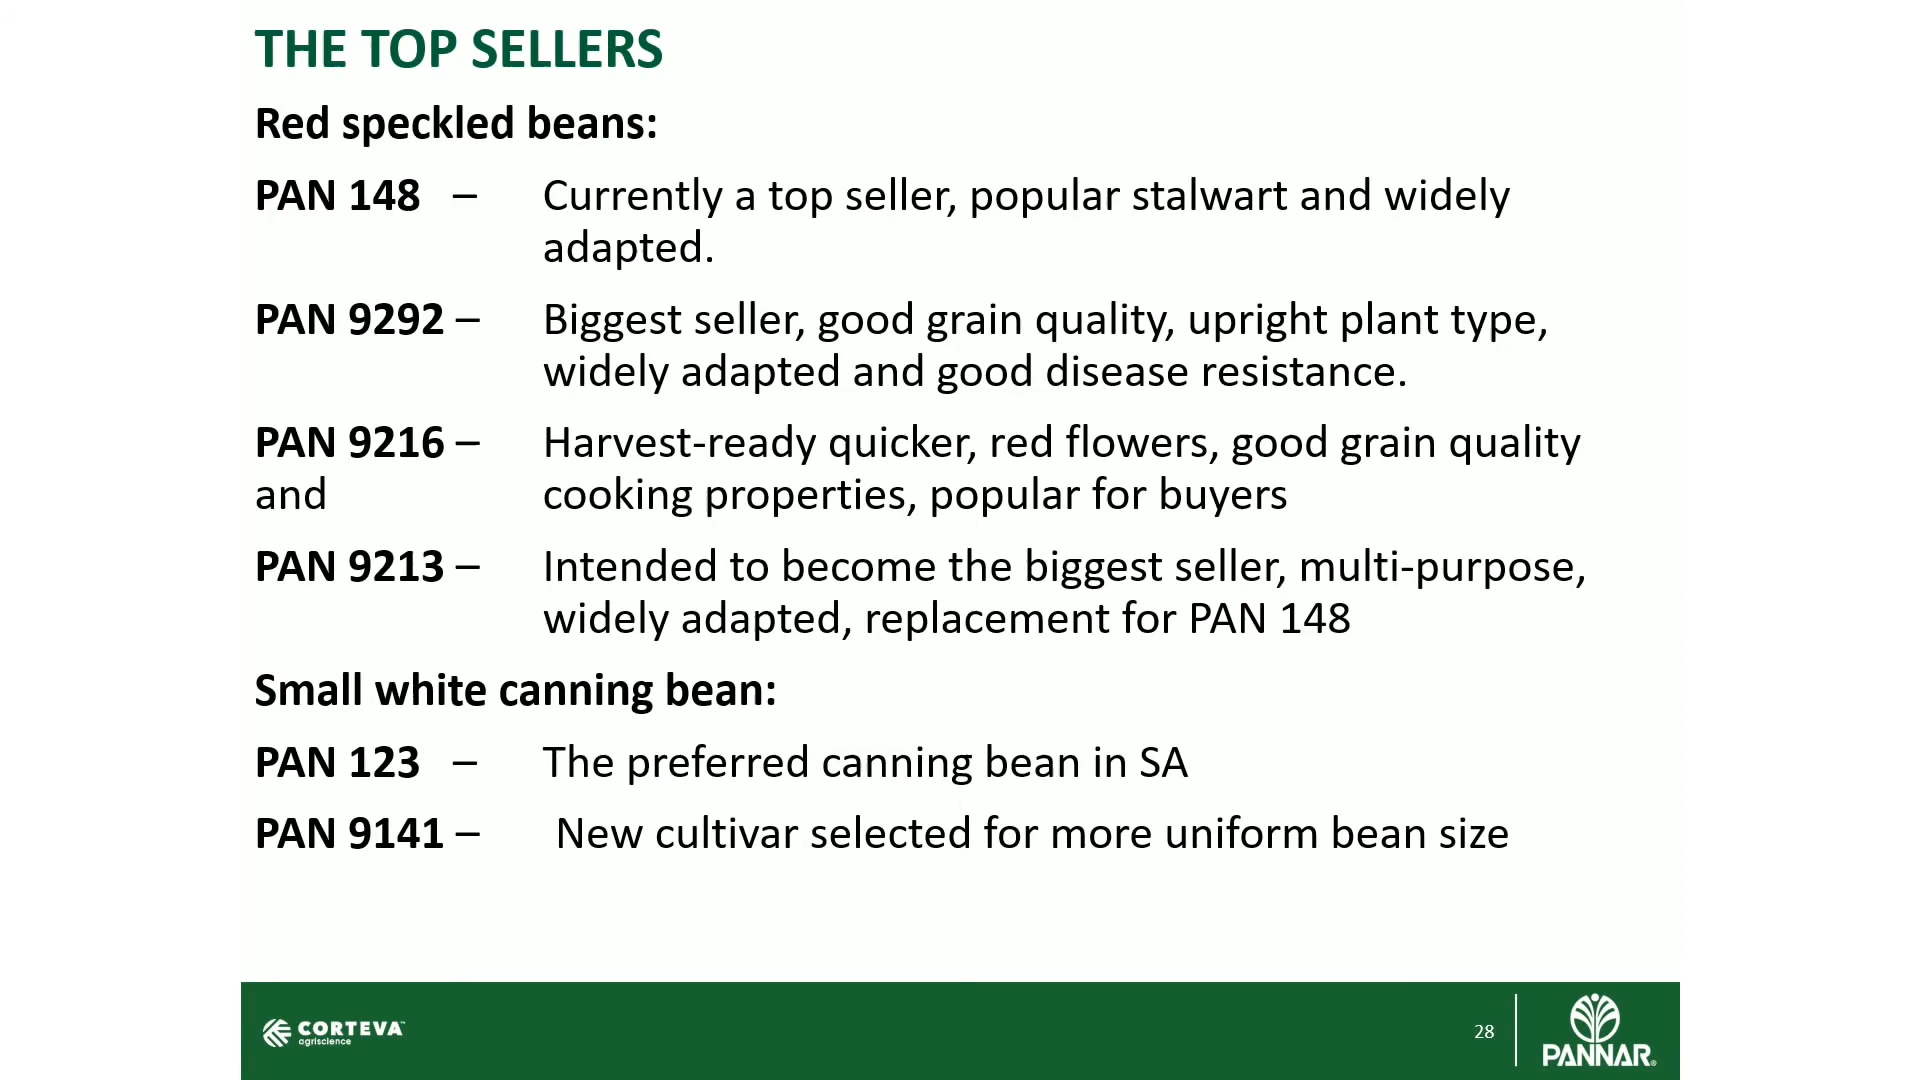 THE TOP SELLERS
Red speckled beans:
PAN 148 – Currently a top seller, popular stalwart and widely
adapted.
PAN 9292 – Biggest seller, good grain quality, upright plant type,
widely adapted and good disease resistance.
PAN 9216 – Harvest-ready quicker, red flowers, good grain quality
and cooking properties, popular for buyers
PAN 9213 – Intended to become the biggest seller, multi-purpose,
widely adapted, replacement for PAN 148
Small white canning bean:
PAN 123 – The preferred canning bean in SA
PAN 9141 – New cultivar selected for more uniform bean size
CORTEVA™
agriscience
28
PANNAR®